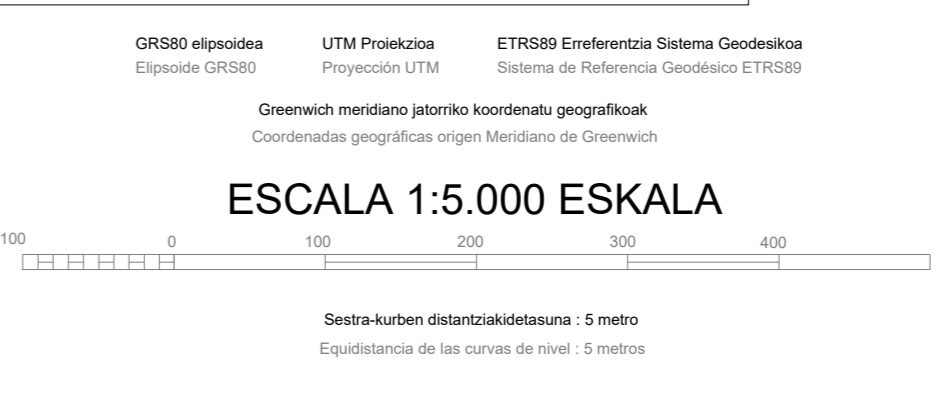 GRS80 elipsoidea UTM Proiekzioa ETRS89 Erreferentzia Sistema Geodesikoa
Elipsoide GRS80 Proyección UTM Sistema de Referencia Geodésico ETRS89
Greenwich meridiano jatorriko koordenatu geografikoak
Coordenadas geográficas origen Meridiano de Greenwich
ESCALA 1:5.000 ESKALA
100 0 100 200 300 400
Sestra-kurben distantziakidetasuna : 5 metro
Equidistancia de las curvas de nivel : 5 metros